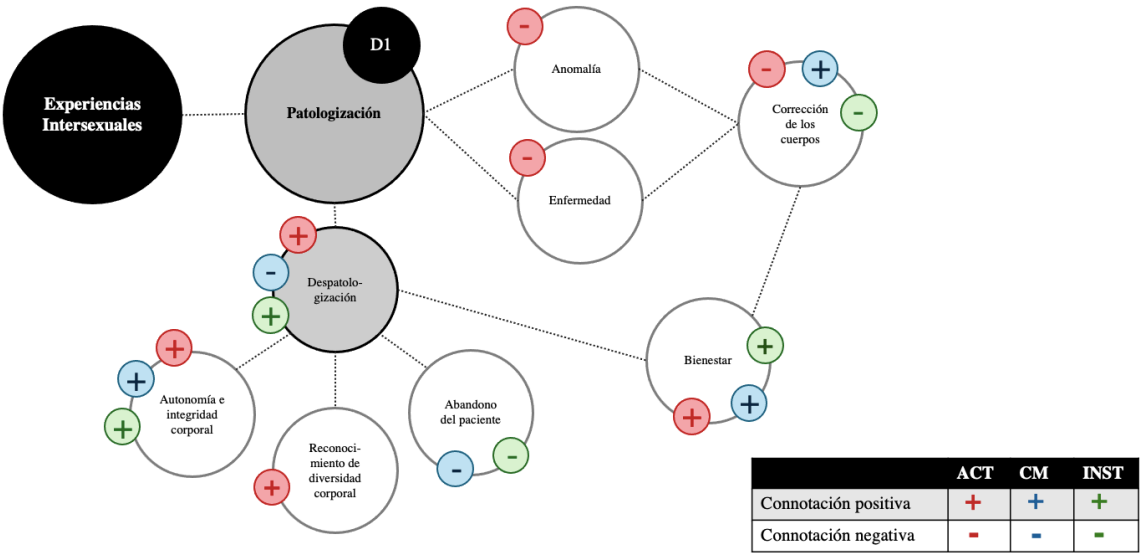 Experiencias
Intersexuales
Patologización
D1
-
Anomalía
-
Enfermedad
-
+
-
Corrección
de los
cuerpos
+
-
+
Despatolo-
gización
+
+
+
Autonomía e
integridad
corporal
+
Reconoci-
miento de
diversidad
corporal
Abandono
del paciente
-
-
Bienestar
+
+
+
ACT CM INST
Connotación positiva + + +
Connotación negativa - - -